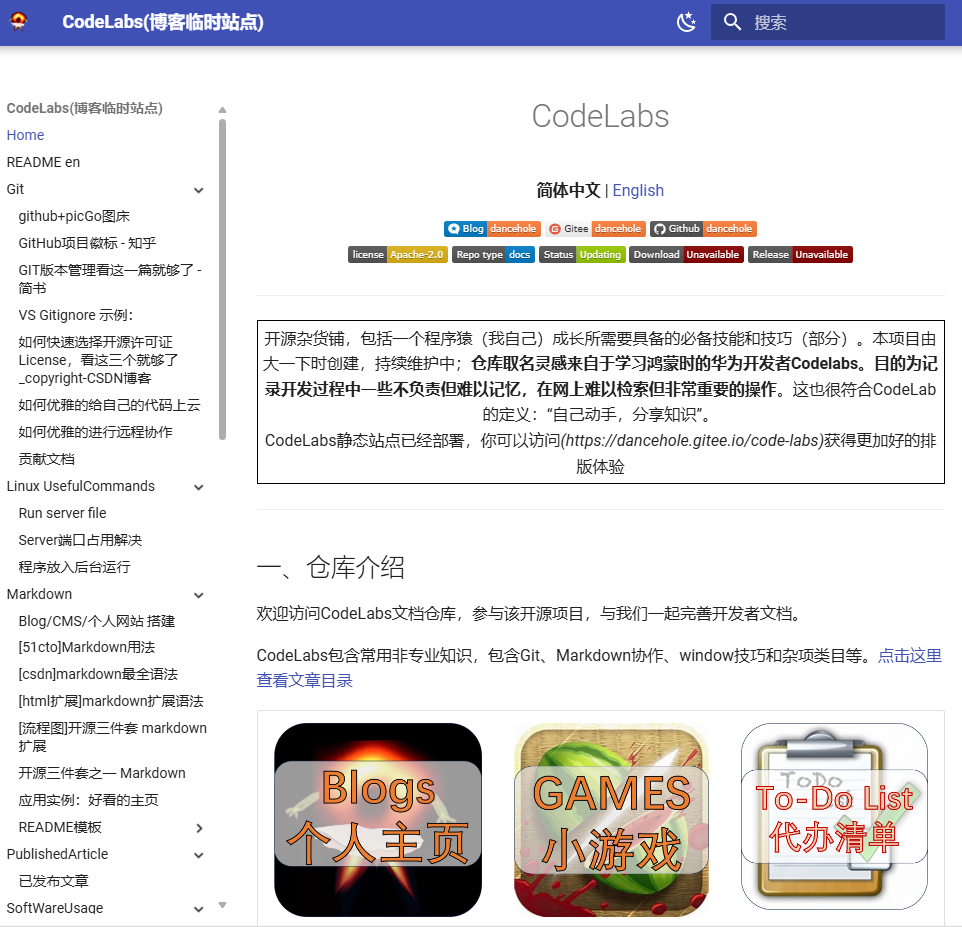 CodeLabs(博客临时站点)
搜索
CodeLabs(博客临时站点)
Home
README en
Git
github+picGo图床
GitHub项目徽标 - 知乎
GIT版本管理看这一篇就够了 -
简书
VS Gitignore 示例：
如何快速选择开源许可证
License，看这三个就够了
_copyright-CSDN博客
如何优雅的给自己的代码上云
如何优雅的进行远程协作
贡献文档
Linux UsefulCommands
Run server file
Server端口占用解决
程序放入后台运行
Markdown
Blog/CMS/个人网站 搭建
[51cto]Markdown用法
[csdn]markdown最全语法
[html扩展]markdown扩展语法
[流程图]开源三件套 markdown
扩展
开源三件套之一 Markdown
应用实例：好看的主页
README模板
PublishedArticle
已发布文章
SoftWareUsage
CodeLabs
简体中文 | English
Blog dancehole Gitee dancehole Github dancehole
license Apache-2.0 Repo type docs Status Updating Download Unavailable Release Unavailable
开源杂货铺，包括一个程序猿（我自己）成长所需要具备的必备技能和技巧（部分）。本项目由
大一下时创建，持续维护中；仓库取名灵感来自于学习鸿蒙时的华为开发者Codelabs。目的为记
录开发过程中一些不负责但难以记忆，在网上难以检索但非常重要的操作。这也很符合CodeLab
的定义：“自己动手，分享知识”。
CodeLabs静态站点已经部署，你可以访问(https://dancehole.gitee.io/code-labs)获得更加好的排
版体验
一、仓库介绍
欢迎访问CodeLabs文档仓库，参与该开源项目，与我们一起完善开发者文档。
CodeLabs包含常用非专业知识，包含Git、Markdown协作、window技巧和杂项类目等。点击这里
查看文章目录
Blogs
个人主页
GAMES
小游戏
ToDo
To-Do List
代办清单